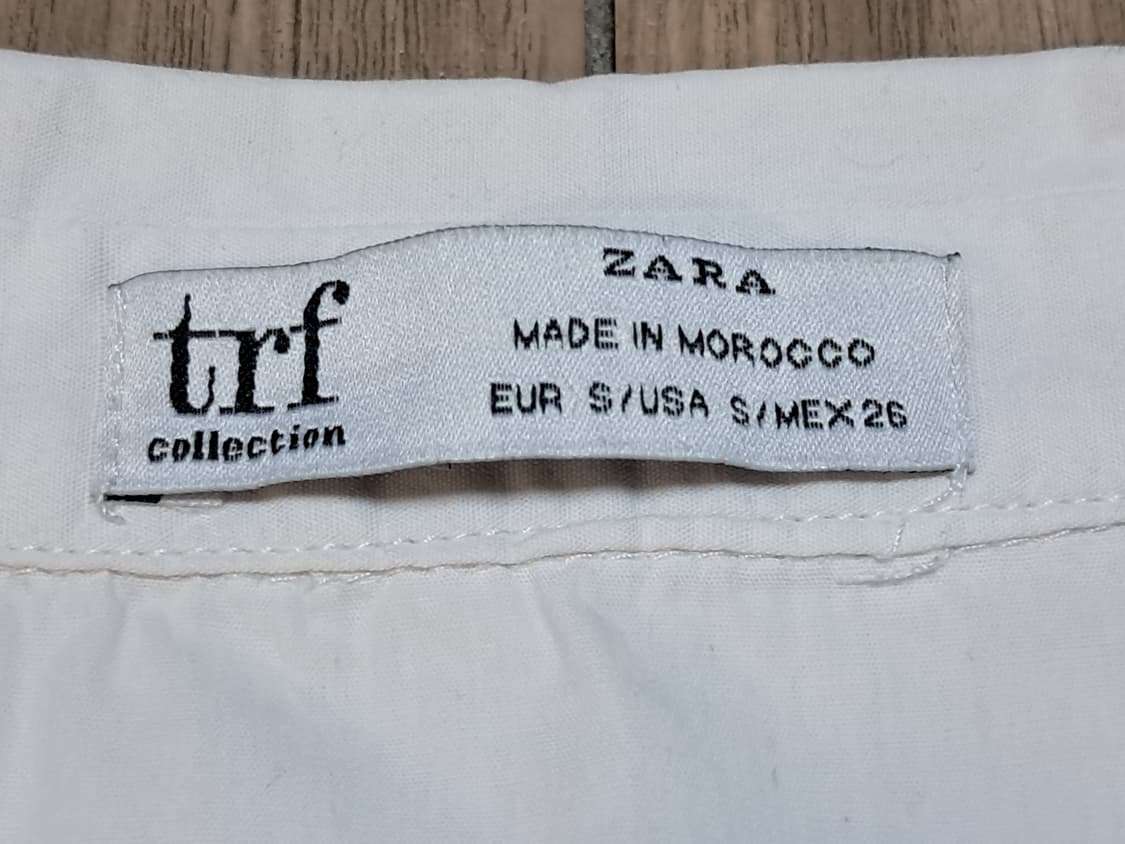 trf
collection
ZARA
MADE IN MOROCCO
EUR S/USA S/MEX 26